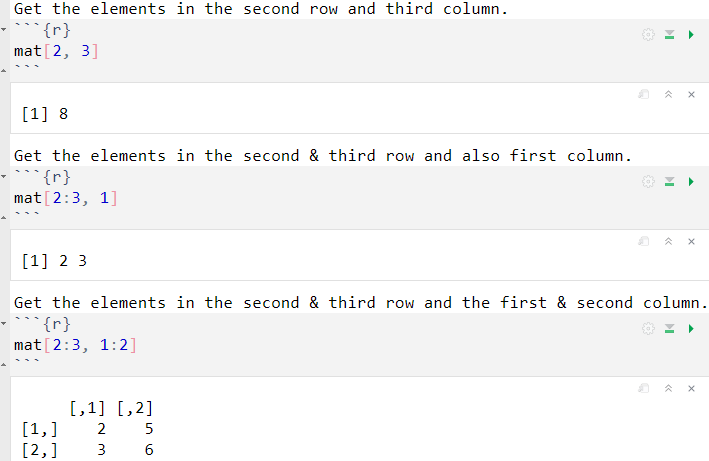 Get the elements in the second row and third column.
```{r}
mat[2, 3]
```
[1] 8
Get the elements in the second & third row and also first column.
```{r}
mat[2:3, 1]
```
[1] 2 3
Get the elements in the second & third row and the first & second column.
```{r}
mat[2:3, 1:2]
```
     [,1] [,2]
[1,]    2    5
[2,]    3    6